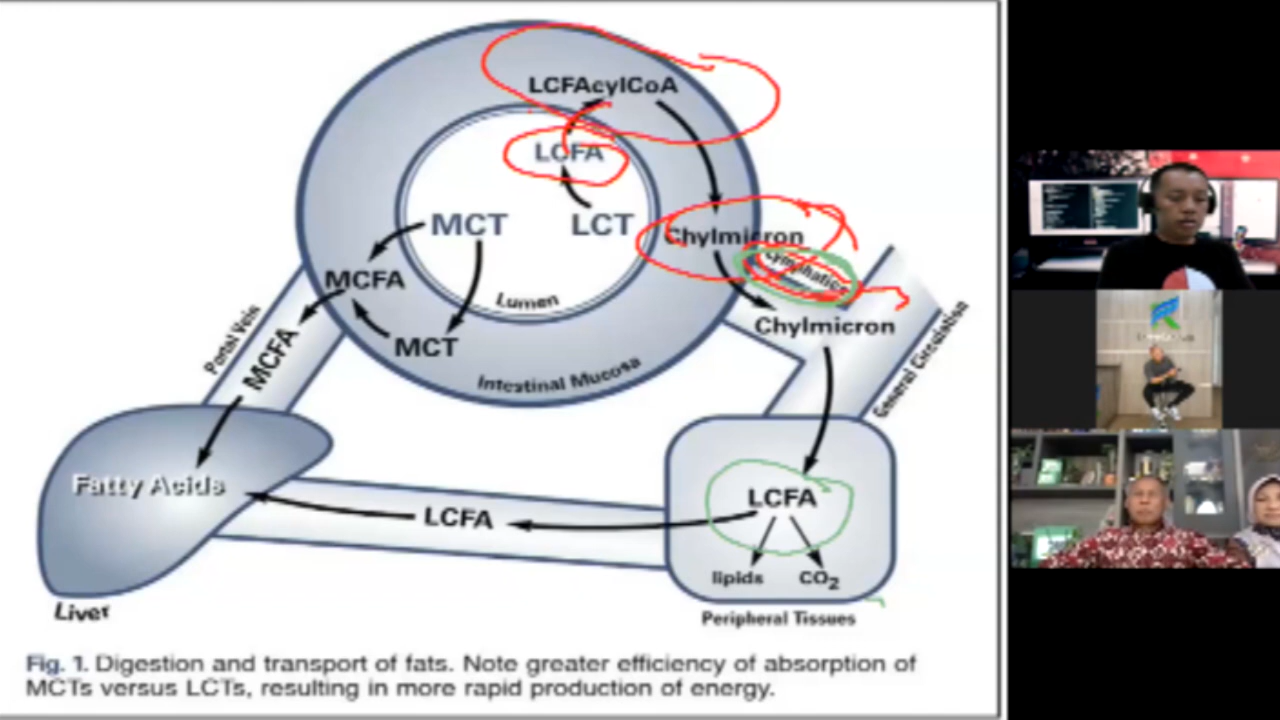 LCFAcylCoA
LCFA
MCT
LCT
Chylmicron
Lymphatics
MCFA
Lumen
Chylmicron
MCT
Portal Vein
MCFA
Intestinal Mucosa
General Circulation
Fatty Acids
LCFA
LCFA
lipids
CO2
Liver
Peripheral Tissues
Fig. 1. Digestion and transport of fats. Note greater efficiency of absorption of
MCTs versus LCTs, resulting in more rapid production of energy.